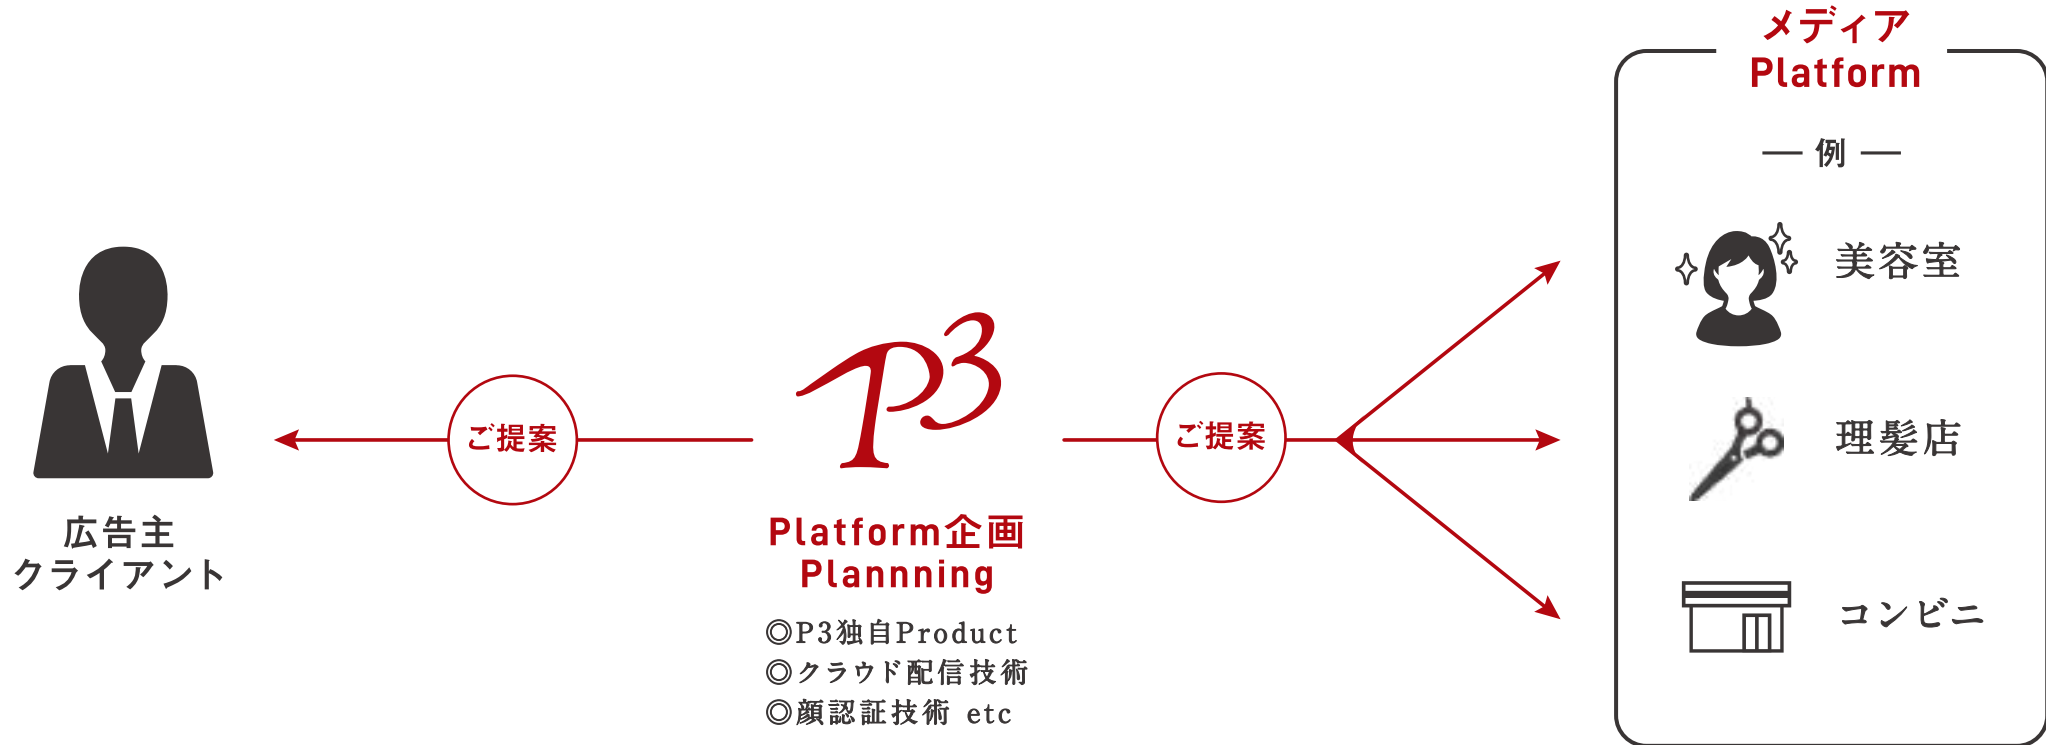 広告主
クライアント
ご提案
P3
Platform企画
Plannning
◎P3独自Product
◎クラウド配信技術
◎顔認証技術 etc
ご提案
メディア
Platform
― 例 ―
美容室
理髪店
コンビニ